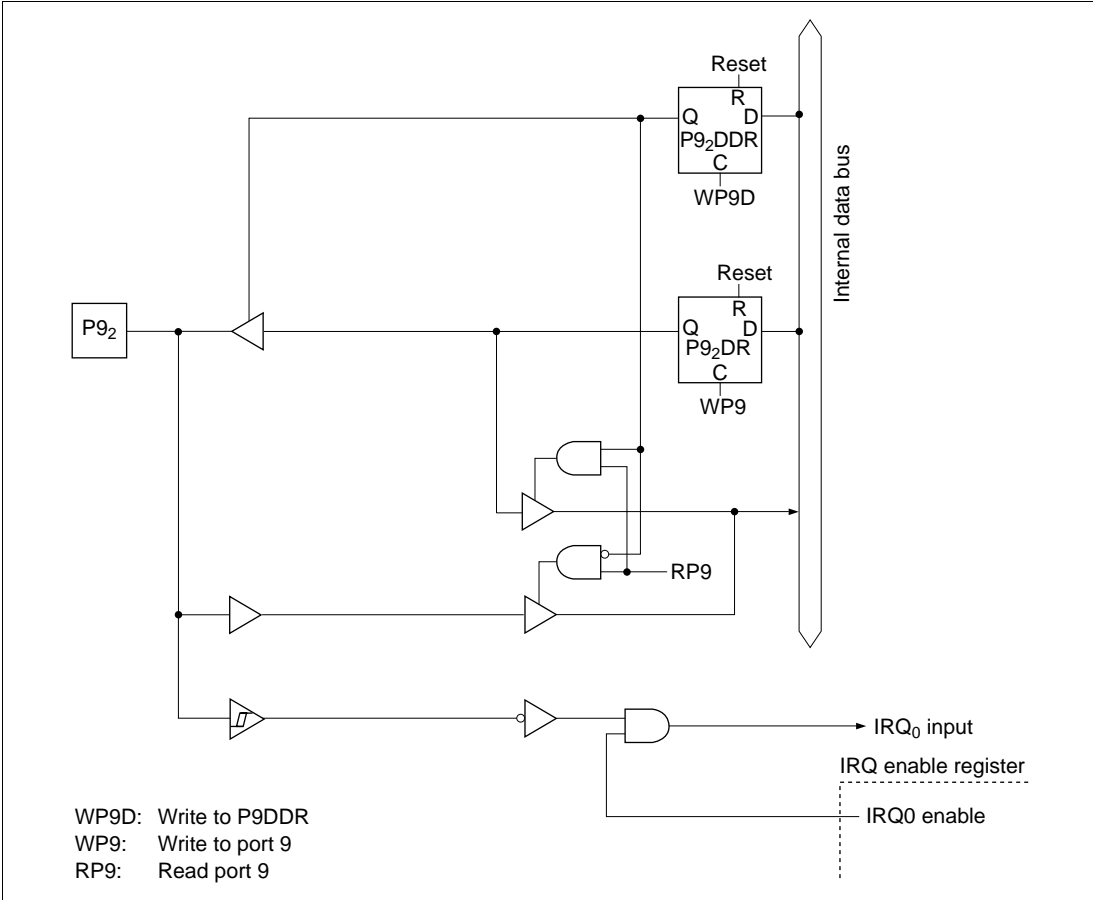 Reset
R
Q D
P9₂DDR
C
WP9D
Internal data bus
Reset
R
P9₂
Q D
P9₂DR
C
WP9
RP9
IRQ₀ input
IRQ enable register
IRQ0 enable
WP9D: Write to P9DDR
WP9: Write to port 9
RP9: Read port 9